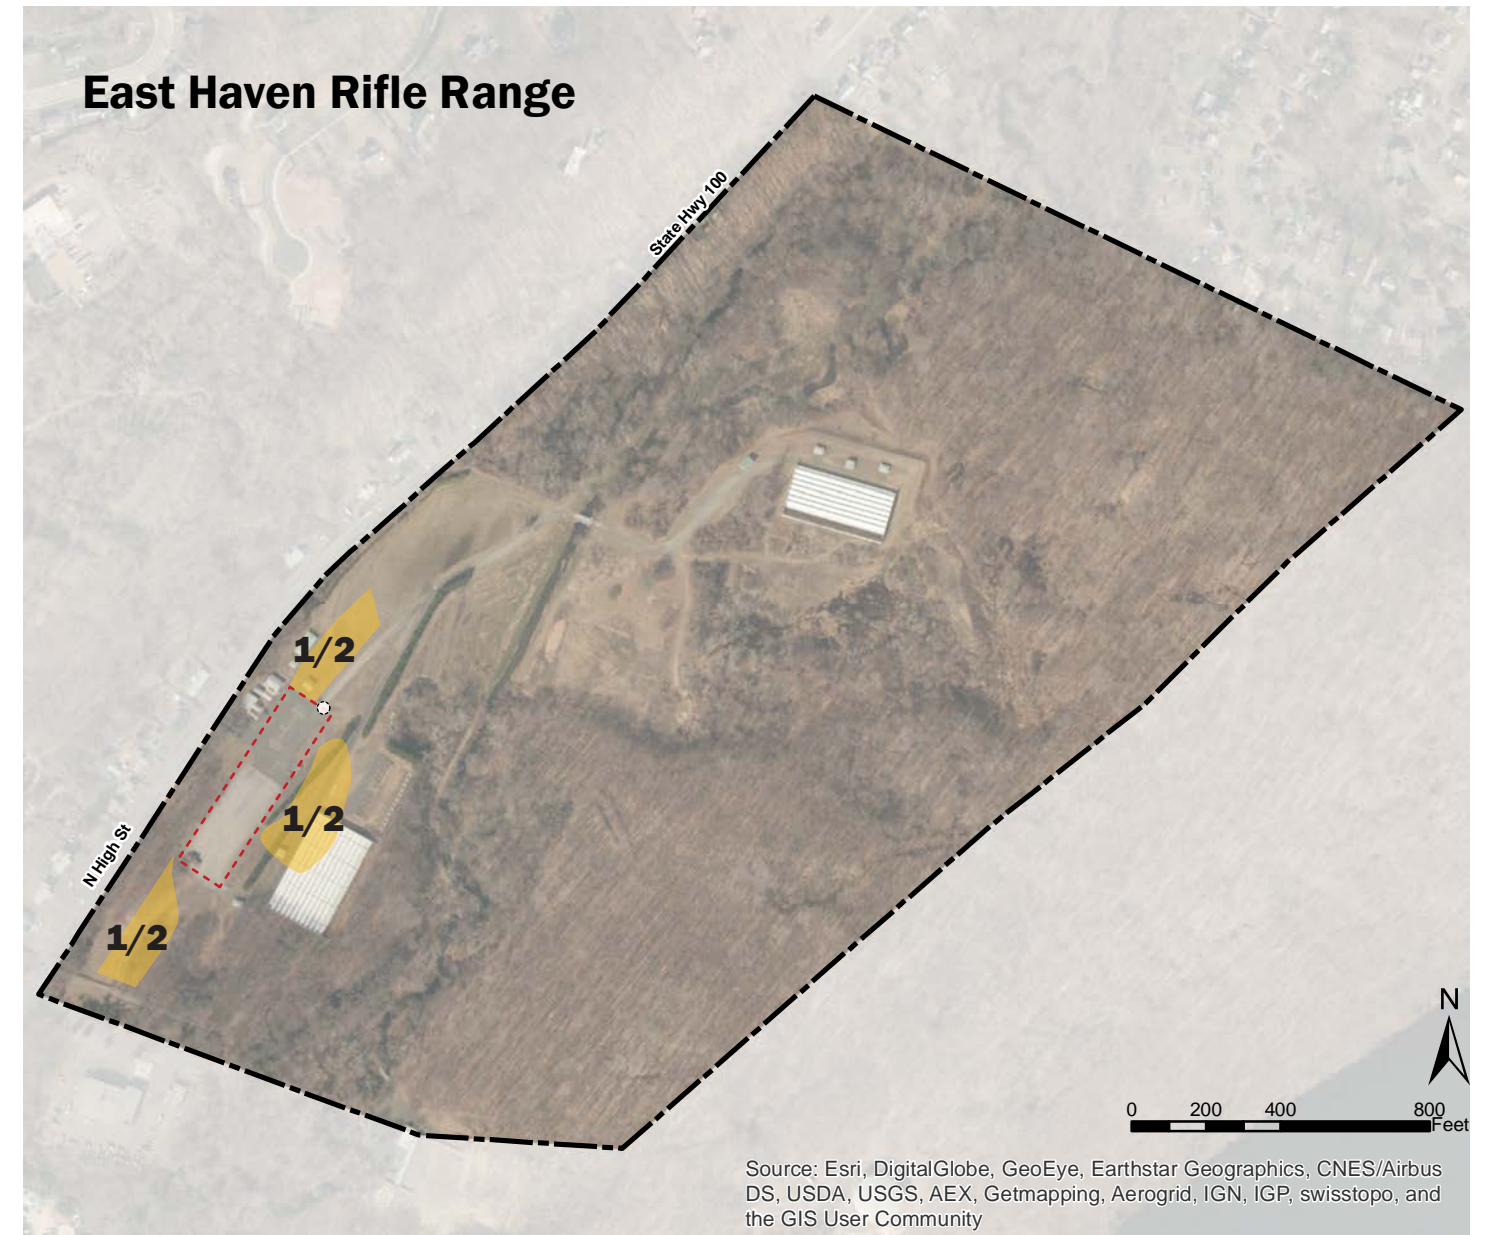 East Haven Rifle Range
State Hwy 100
1/2
1/2
N High St
1/2
N
0 200 400 800
Feet
Source: Esri, DigitalGlobe, GeoEye, Earthstar Geographics, CNES/Airbus
DS, USDA, USGS, AEX, Getmapping, Aerogrid, IGN, IGP, swisstopo, and
the GIS User Community